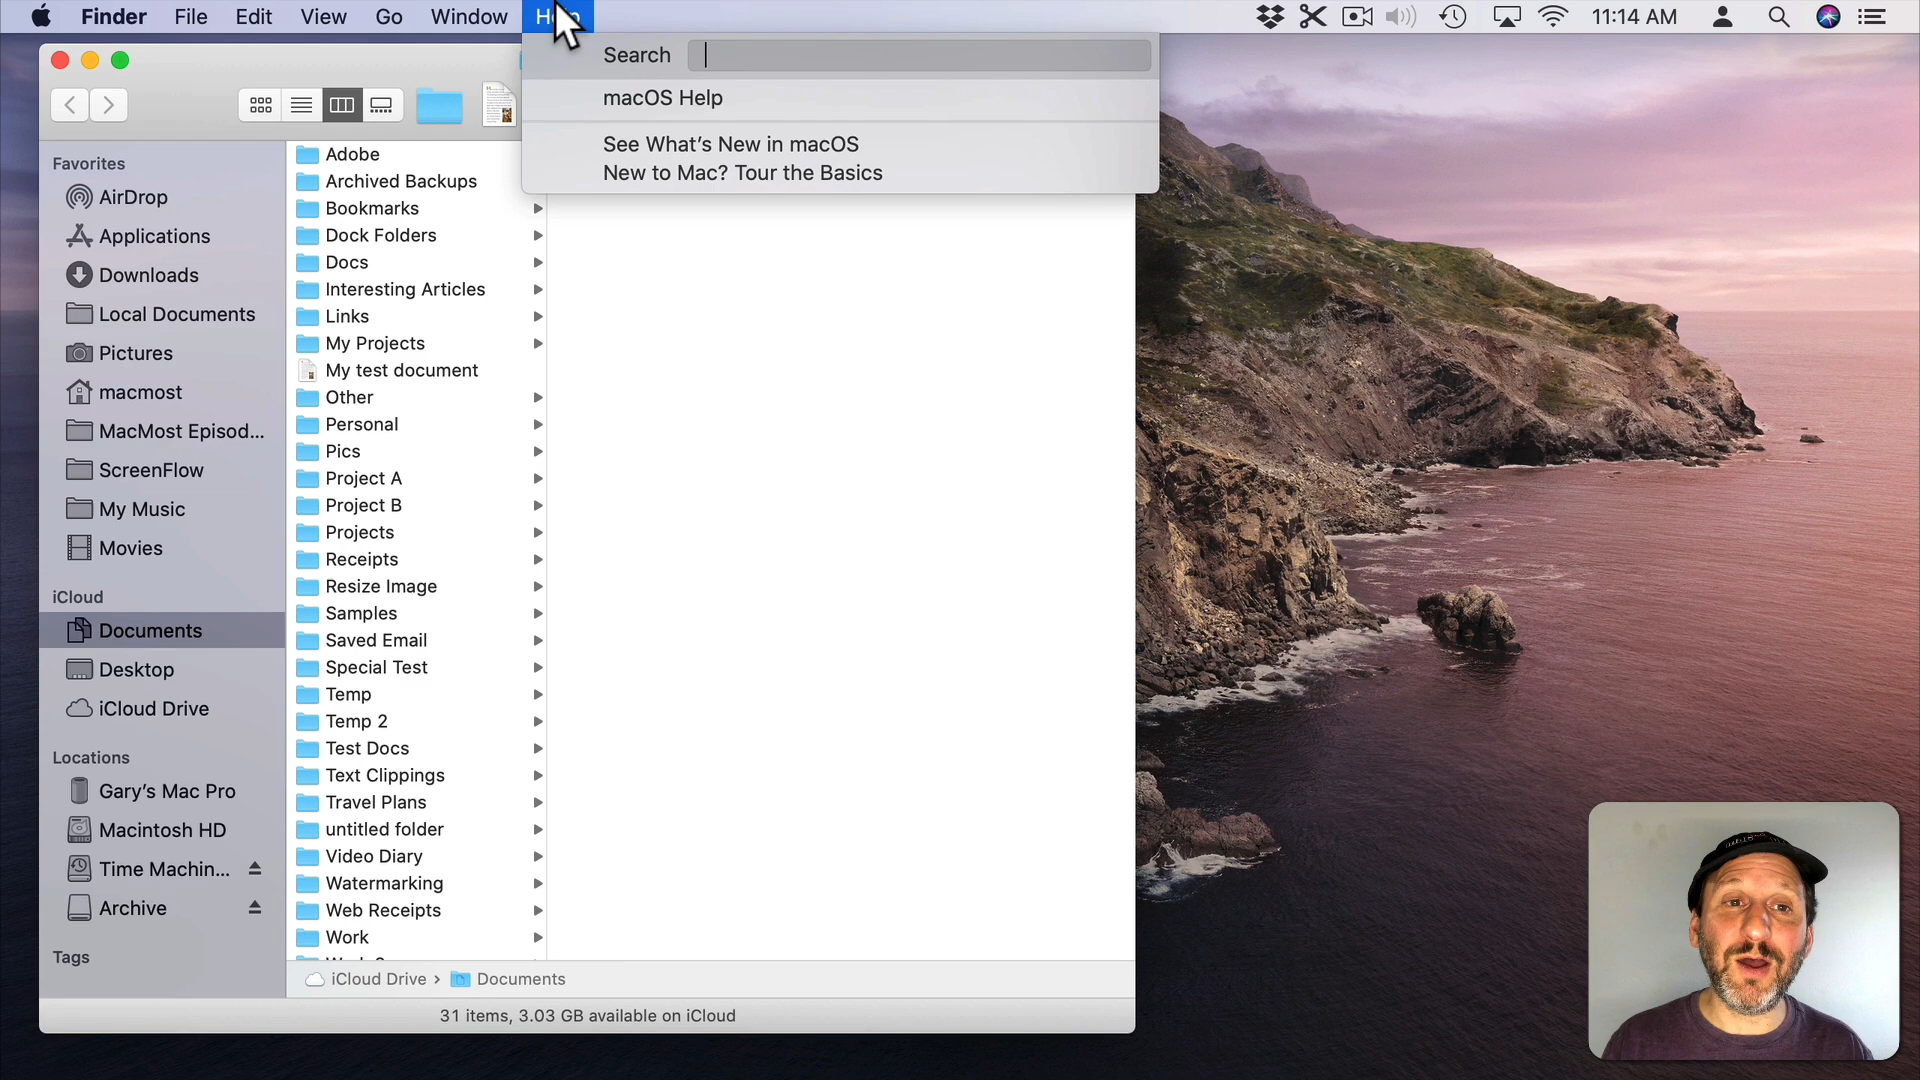 Finder File Edit View Go Window 11:14 AM
Search
macOS Help
See What's New in macOS
New to Mac? Tour the Basics
Favorites
AirDrop
Applications
Downloads
Local Documents
Pictures
macmost
MacMost Episod...
ScreenFlow
My Music
Movies
iCloud
Documents
Desktop
iCloud Drive
Locations
Gary's Mac Pro
Macintosh HD
Time Machin...
Archive
Tags
Adobe
Archived Backups
Bookmarks
Dock Folders
Docs
Interesting Articles
Links
My Projects
My test document
Other
Personal
Pics
Project A
Project B
Projects
Receipts
Resize Image
Samples
Saved Email
Special Test
Temp
Temp 2
Test Docs
Text Clippings
Travel Plans
untitled folder
Video Diary
Watermarking
Web Receipts
Work
iCloud Drive › Documents
31 items, 3.03 GB available on iCloud